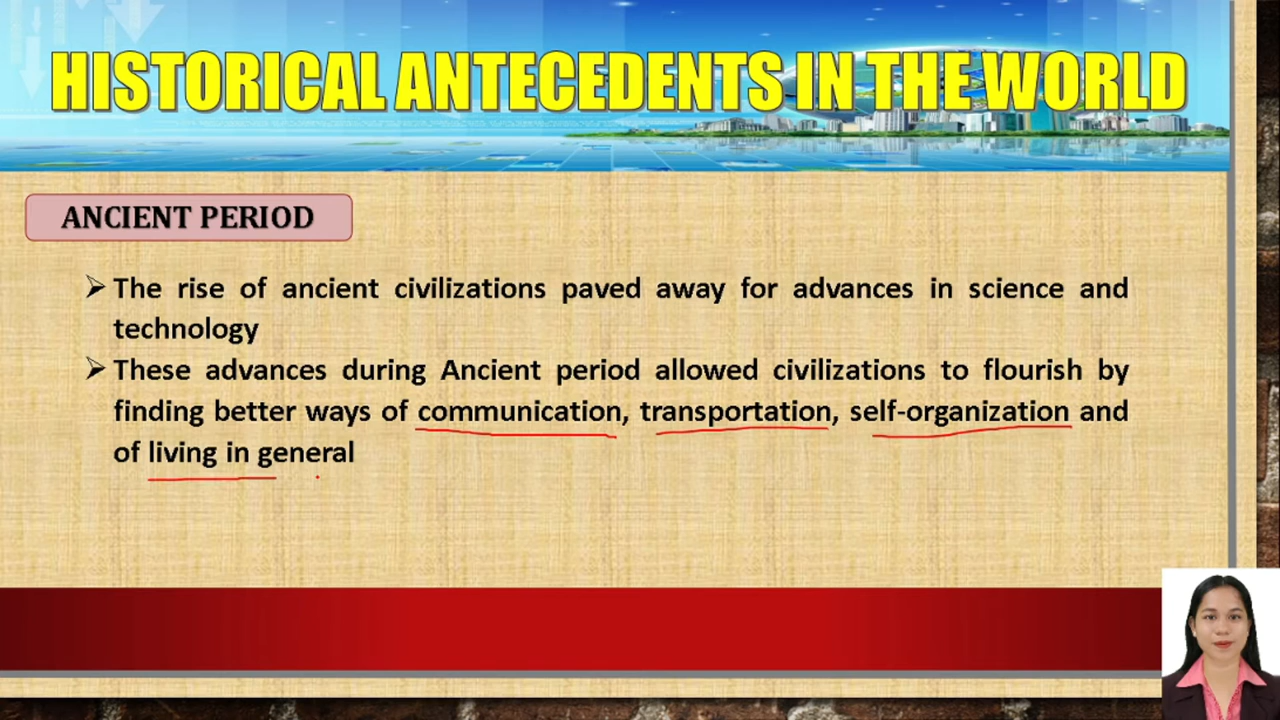 HISTORICAL ANTECEDENTS IN THE WORLD
ANCIENT PERIOD
The rise of ancient civilizations paved away for advances in science and
technology
These advances during Ancient period allowed civilizations to flourish by
finding better ways of communication, transportation, self-organization and
of living in general